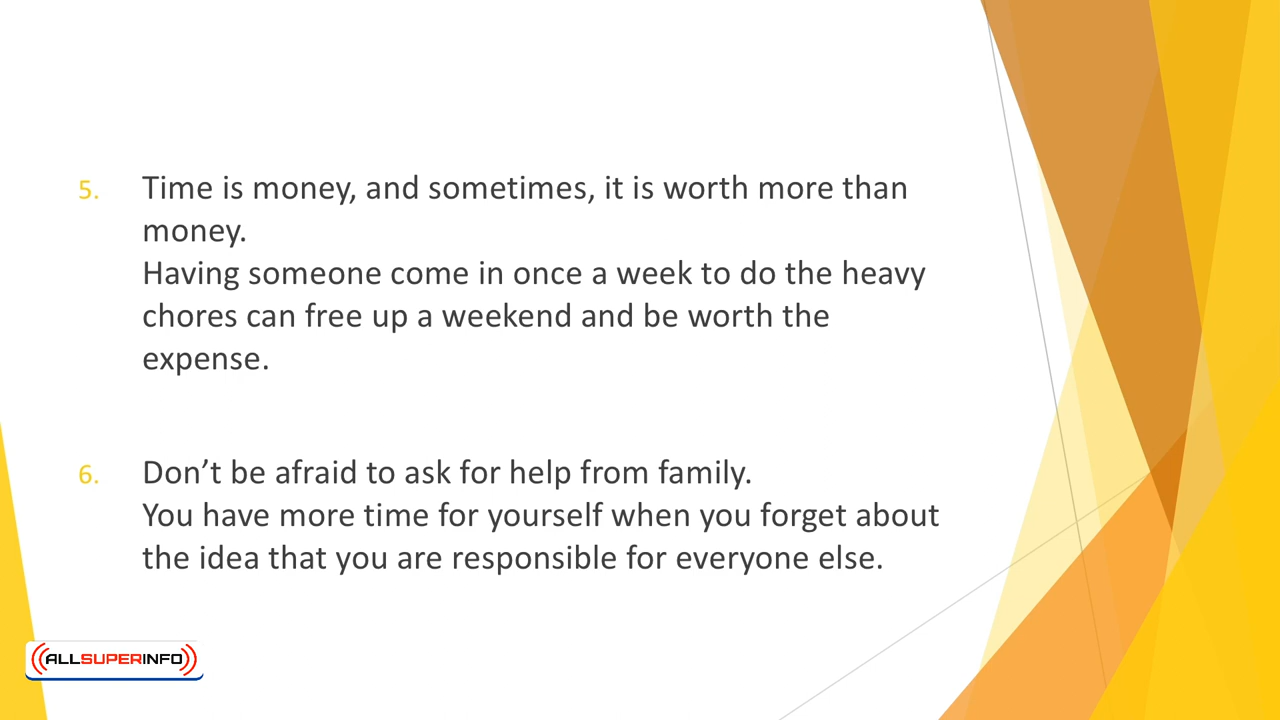 5. Time is money, and sometimes, it is worth more than
money.
Having someone come in once a week to do the heavy
chores can free up a weekend and be worth the
expense.
6. Don’t be afraid to ask for help from family.
You have more time for yourself when you forget about
the idea that you are responsible for everyone else.
ALLSUPERINFO